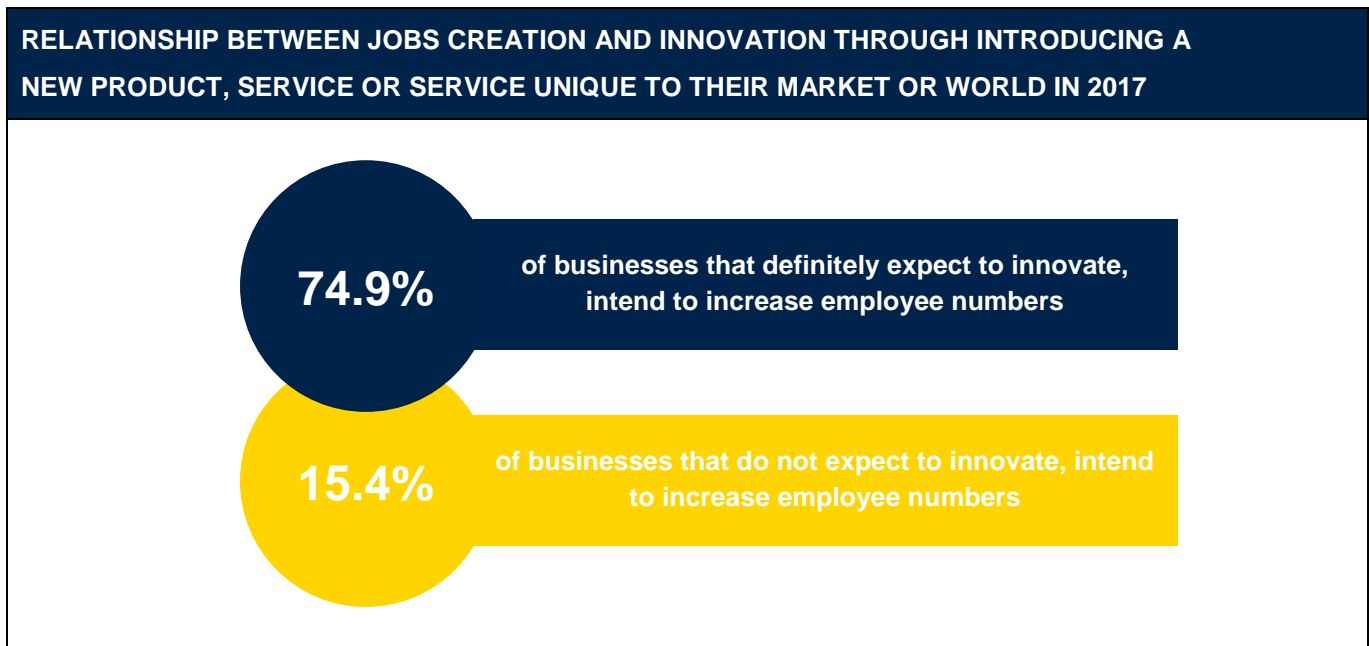 RELATIONSHIP BETWEEN JOBS CREATION AND INNOVATION THROUGH INTRODUCING A
NEW PRODUCT, SERVICE OR SERVICE UNIQUE TO THEIR MARKET OR WORLD IN 2017
74.9%
of businesses that definitely expect to innovate,
intend to increase employee numbers
15.4%
of businesses that do not expect to innovate, intend
to increase employee numbers